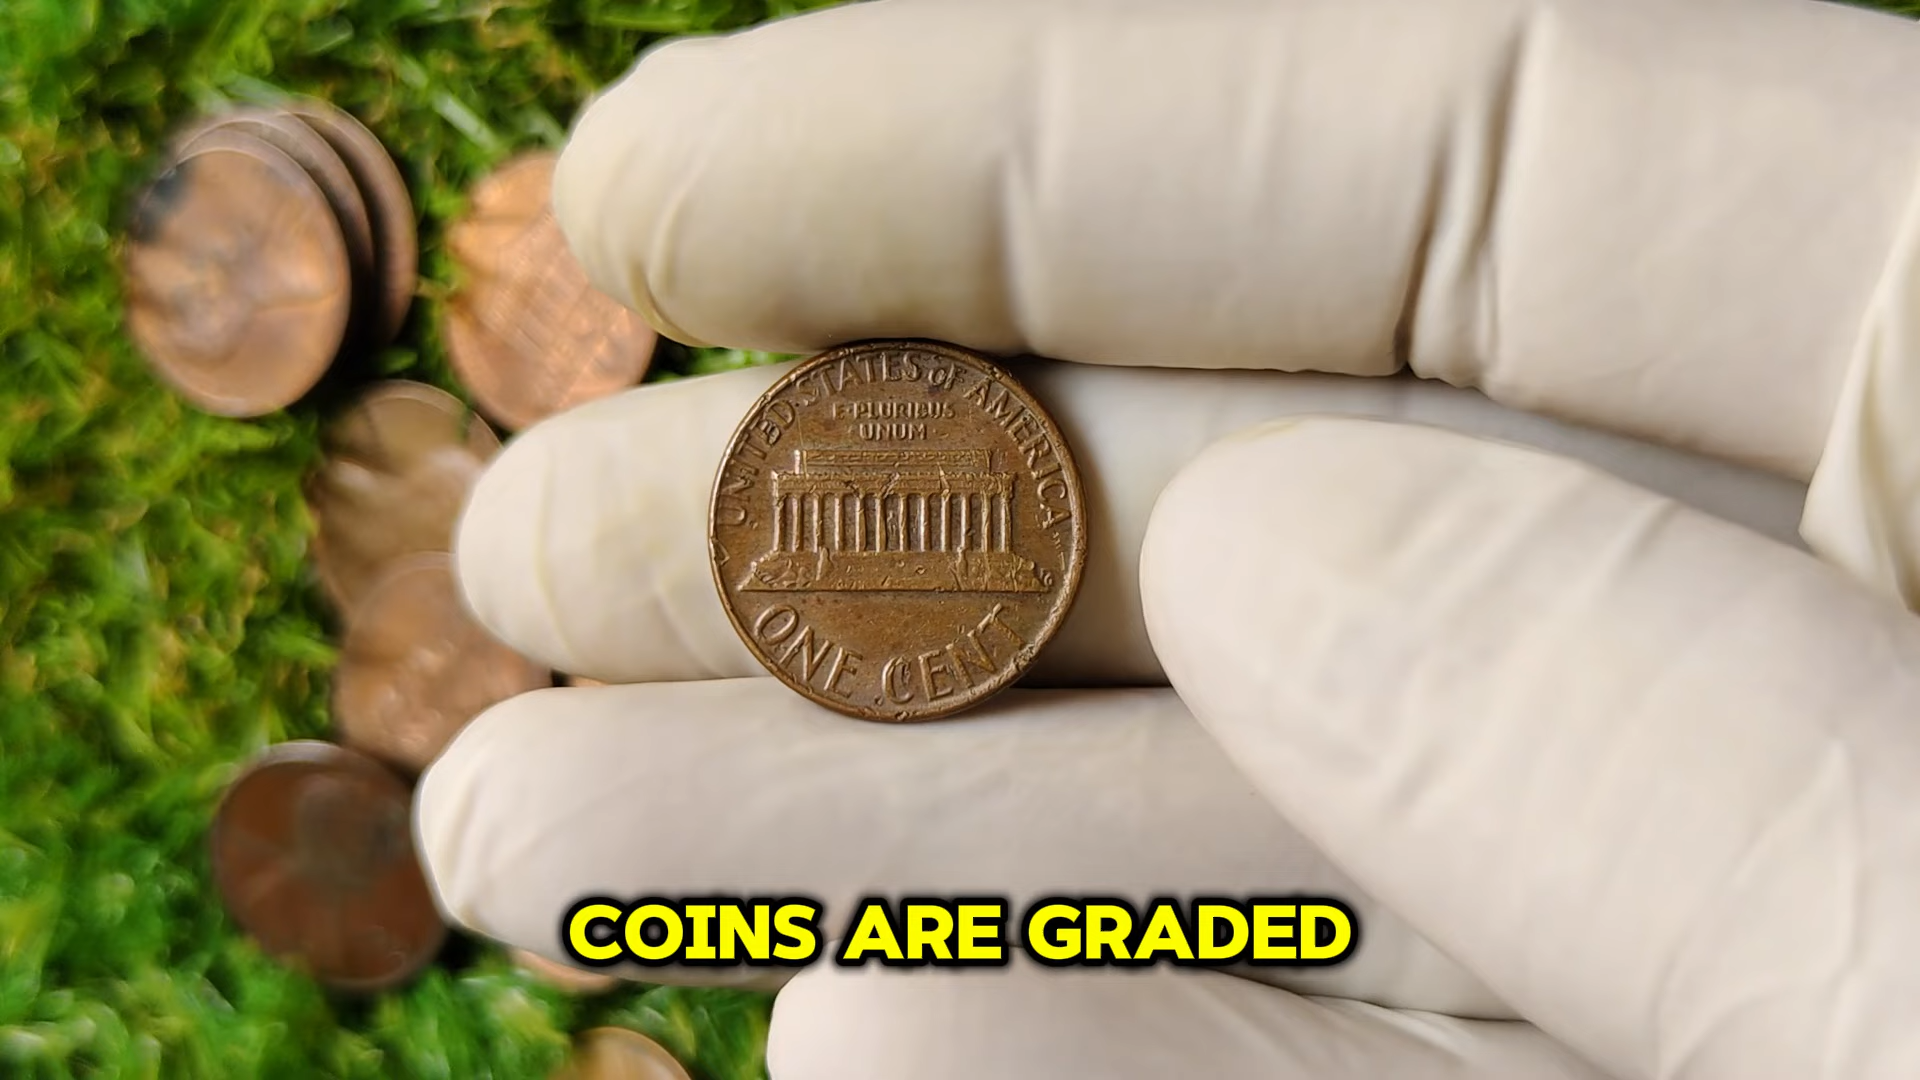 UNITED STATES of AMERICA
E·PLURIBUS
UNUM
ONE CENT
COINS ARE GRADED